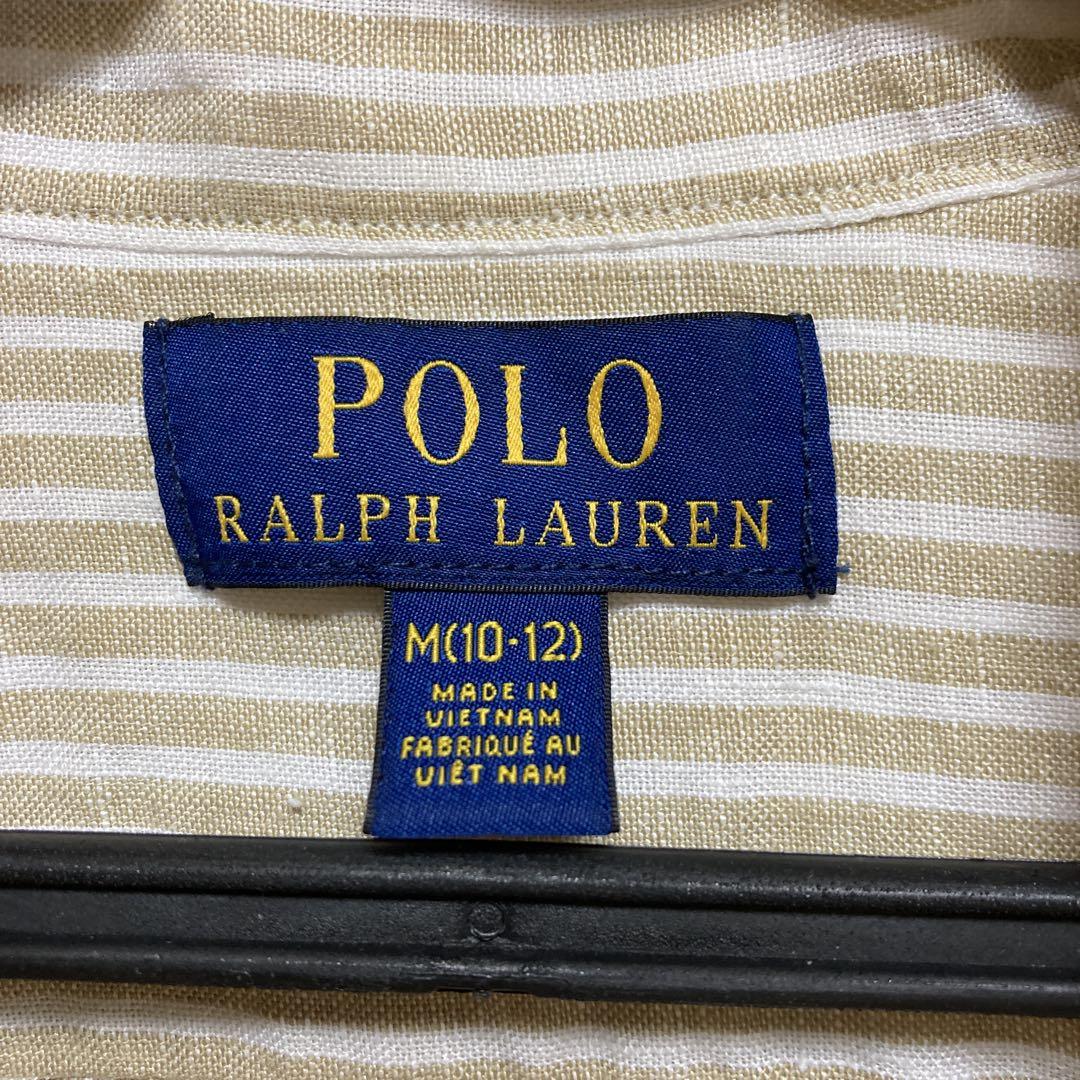 POLO
RALPH LAUREN
M(10-12)
MADE IN
VIETNAM
FABRIQUÉ AU
VIÊT NAM